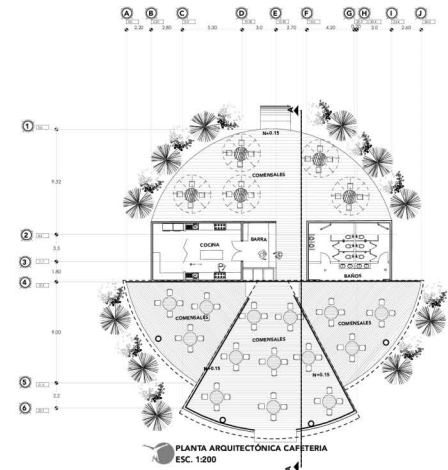 A B C D E F G H I J
2.20 2.80 5.30 3.0 2.70 4.20 3.0 2.60
1
A
N+0.15
COMENSALES
9.32
2
COCINA
BARRA
3.5
3
1.80
BAÑOS
4
COMENSALES
COMENSALES
COMENSALES
9.00
N+0.15
N+0.15
5
2.2
6
PLANTA ARQUITECTÓNICA CAFETERIA
ESC. 1:200
N
A